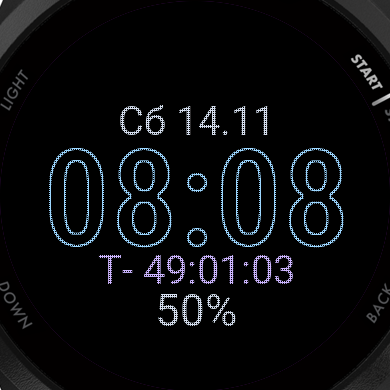 LIGHT
START
Сб 14.11
08:08
T- 49:01:03
50%
DOWN
BACK